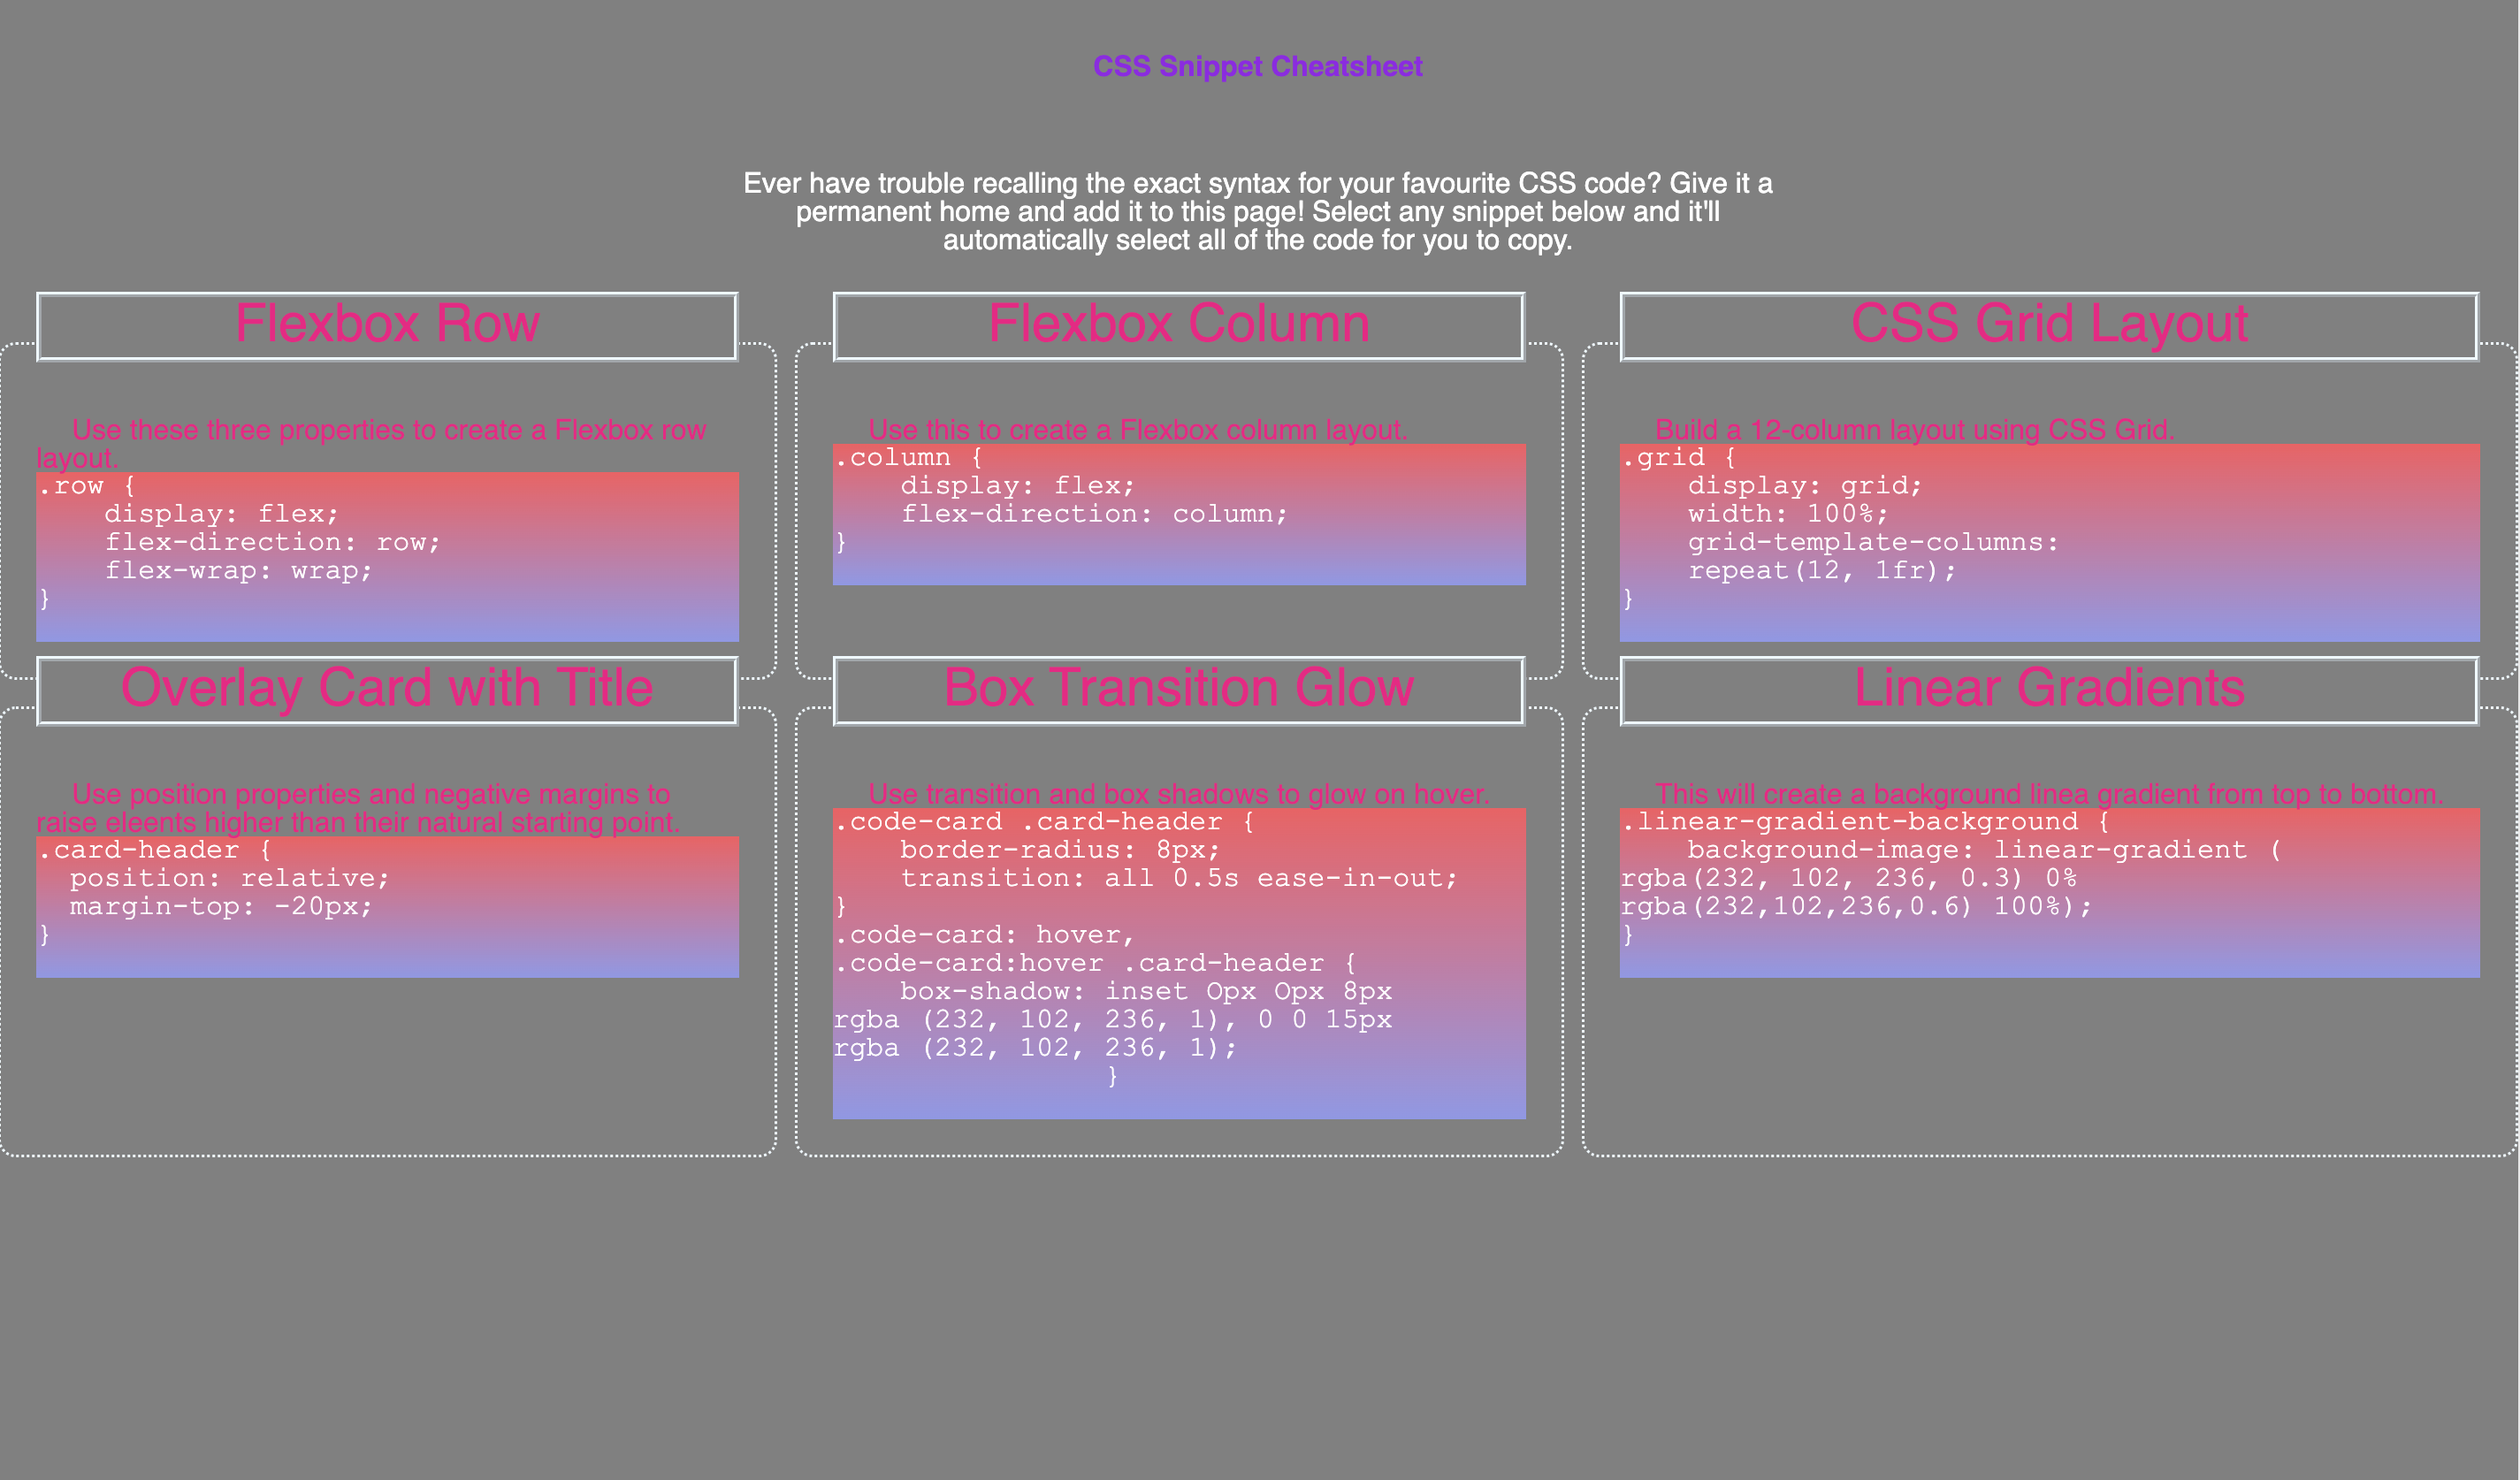 CSS Snippet Cheatsheet
Ever have trouble recalling the exact syntax for your favourite CSS code? Give it a
permanent home and add it to this page! Select any snippet below and it'll
automatically select all of the code for you to copy.
Flexbox Row
Use these three properties to create a Flexbox row
layout.
.row {
    display: flex;
    flex-direction: row;
    flex-wrap: wrap;
}
Flexbox Column
Use this to create a Flexbox column layout.
.column {
    display: flex;
    flex-direction: column;
}
CSS Grid Layout
Build a 12-column layout using CSS Grid.
.grid {
    display: grid;
    width: 100%;
    grid-template-columns:
    repeat(12, 1fr);
}
Overlay Card with Title
Use position properties and negative margins to
raise eleents higher than their natural starting point.
.card-header {
  position: relative;
  margin-top: -20px;
}
Box Transition Glow
Use transition and box shadows to glow on hover.
.code-card .card-header {
    border-radius: 8px;
    transition: all 0.5s ease-in-out;
}
.code-card: hover,
.code-card:hover .card-header {
    box-shadow: inset Opx Opx 8px
rgba (232, 102, 236, 1), 0 0 15px
rgba (232, 102, 236, 1);
                }
Linear Gradients
This will create a background linea gradient from top to bottom.
.linear-gradient-background {
    background-image: linear-gradient (
rgba(232, 102, 236, 0.3) 0%
rgba(232,102,236,0.6) 100%);
}